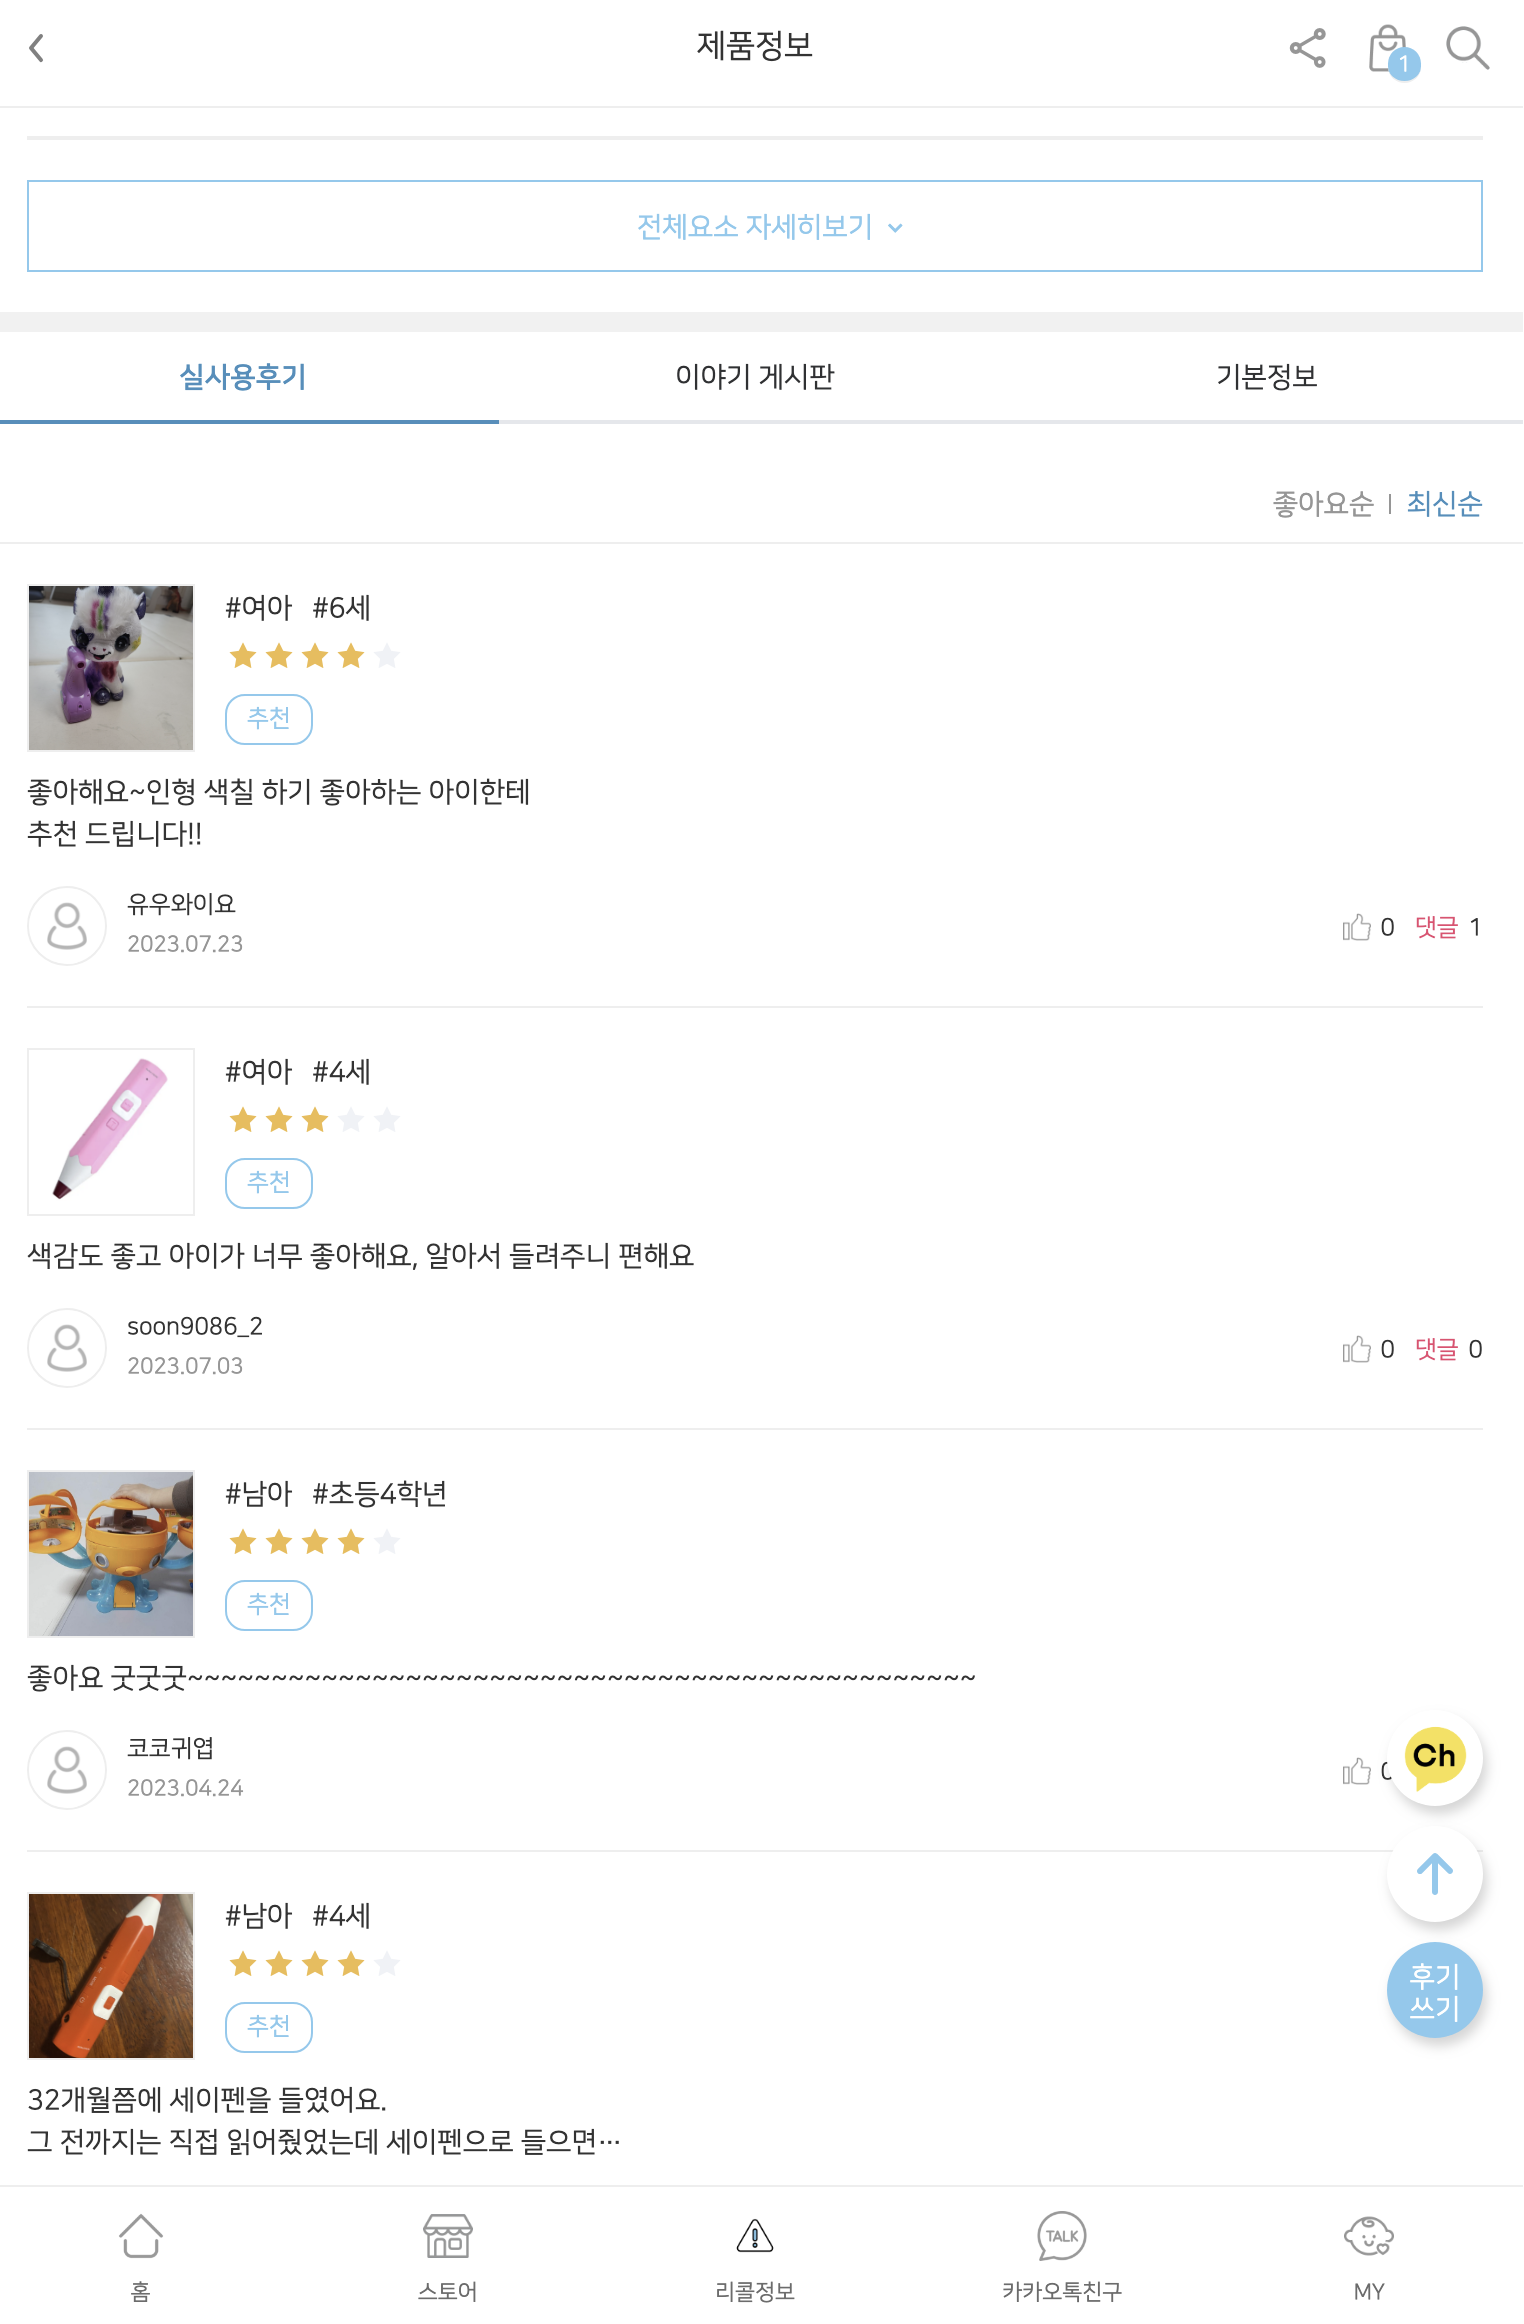 제품정보
1
전체요소 자세히보기
실사용후기
이야기 게시판
기본정보
좋아요순
최신순
#여아 #6세
추천
좋아해요~인형 색칠 하기 좋아하는 아이한테
추천 드립니다!!
유우와이요
2023.07.23
0 댓글 1
#여아 #4세
추천
색감도 좋고 아이가 너무 좋아해요, 알아서 들려주니 편해요
soon9086_2
2023.07.03
0 댓글 0
#남아 #초등4학년
추천
좋아요 굿굿굿~~~~~~~~~~~~~~~~~~~~~~~~~~~~~~~~~~~~~~~~~~~~~~~
코코귀엽
2023.04.24
Ch
#남아 #4세
추천
후기
쓰기
32개월쯤에 세이펜을 들였어요.
그 전까지는 직접 읽어줬었는데 세이펜으로 들으면…
TALK
홈
스토어
리콜정보
카카오톡친구
MY